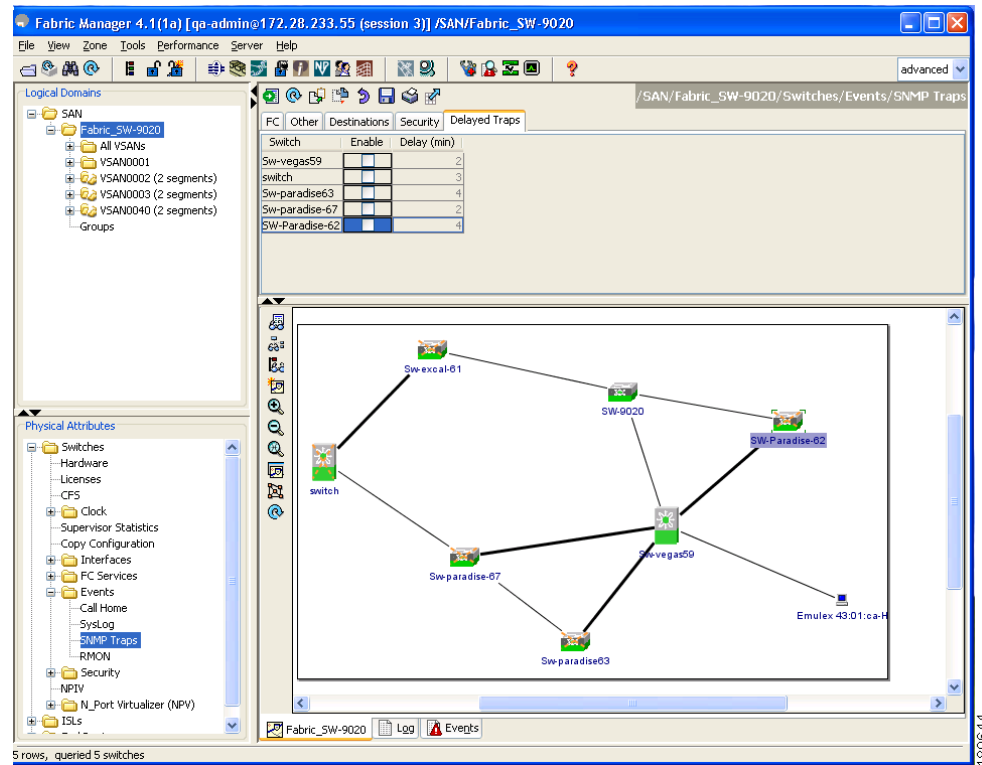 Fabric Manager 4.1(1a) [qa-admin@172.28.233.55 (session 3)] /SAN/Fabric_SW-9020
File View Zone Tools Performance Server Help
advanced
Logical Domains
SAN
Fabric_SW-9020
All VSANs
VSAN0001
VSAN0002 (2 segments)
VSAN0003 (2 segments)
VSAN0040 (2 segments)
Groups
/SAN/Fabric_SW-9020/Switches/Events/SNMP Traps
FC Other Destinations Security Delayed Traps
Switch Enable Delay (min)
Sw-vegas59 2
switch 3
Sw-paradise63 4
Sw-paradise-67 2
SW-Paradise-62 4
Physical Attributes
Switches
Hardware
Licenses
CFS
Clock
Supervisor Statistics
Copy Configuration
Interfaces
FC Services
Events
Call Home
SysLog
SNMP Traps
RMON
Security
NPIV
N_Port Virtualizer (NPV)
ISLs
Sw-excal-61
SW-9020
SW-Paradise-62
switch
Sw-vegas59
Sw-paradise-67
Emulex 43:01:ca-H
Sw-paradise63
Fabric_SW-9020 Log Events
5 rows, queried 5 switches